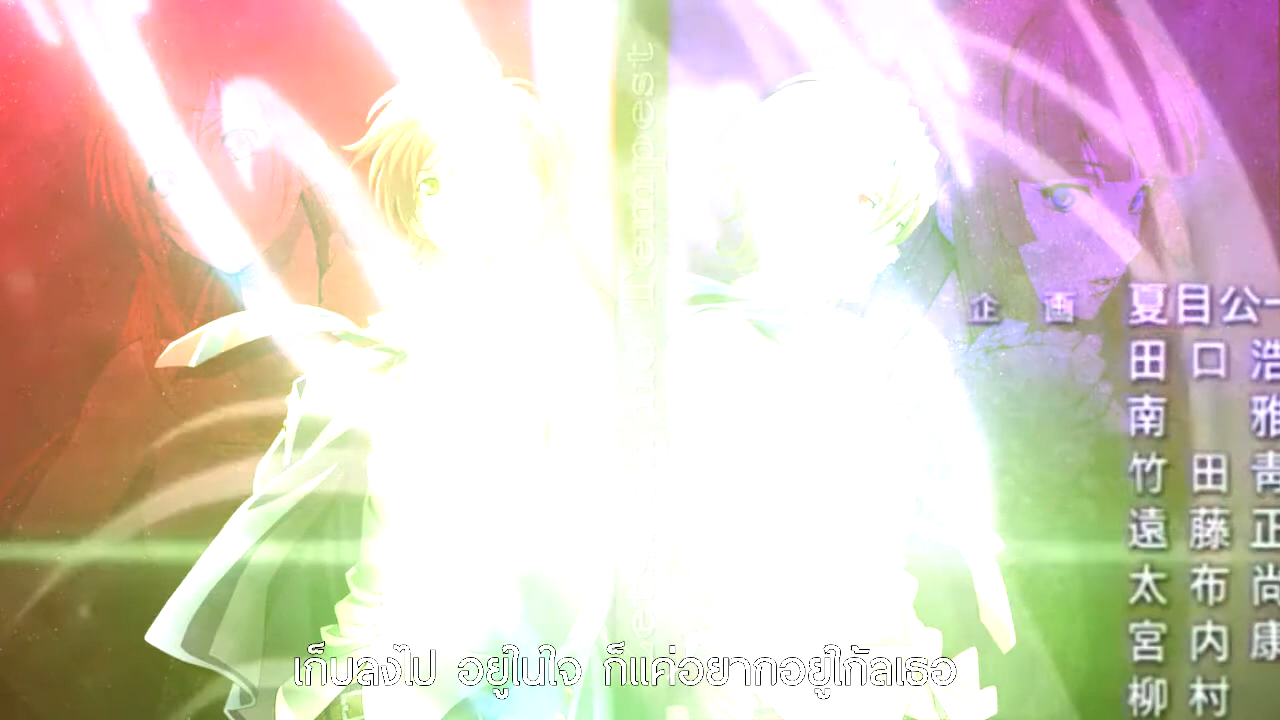 Tempest
企 画 夏目公一
田 口 浩
南 雅
竹 田 青
遠 藤 正
太 布 尚
宮 内 康
柳 村
เก็บลงไป อยู่ในใจ ก็แค่อยากอยู่ใกัลเธอ